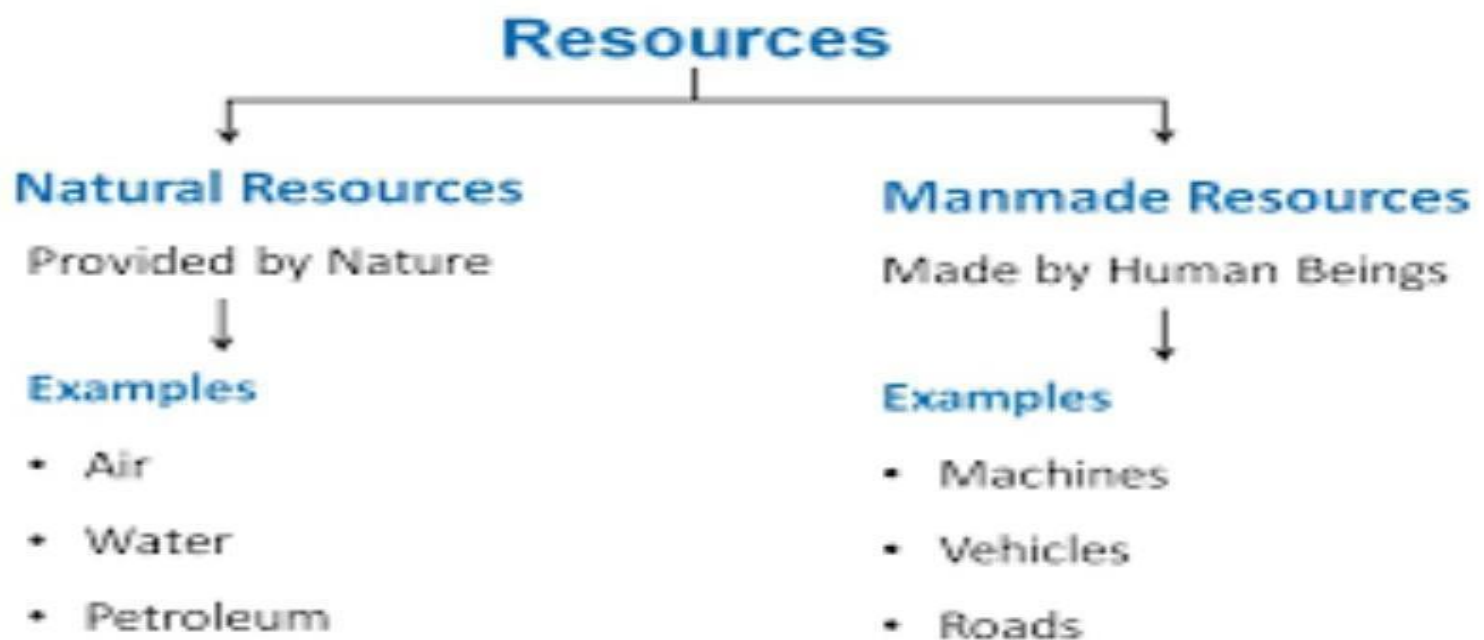 Resources
Natural Resources
Provided by Nature
Examples
• Air
• Water
• Petroleum
Manmade Resources
Made by Human Beings
Examples
• Machines
• Vehicles
• Roads